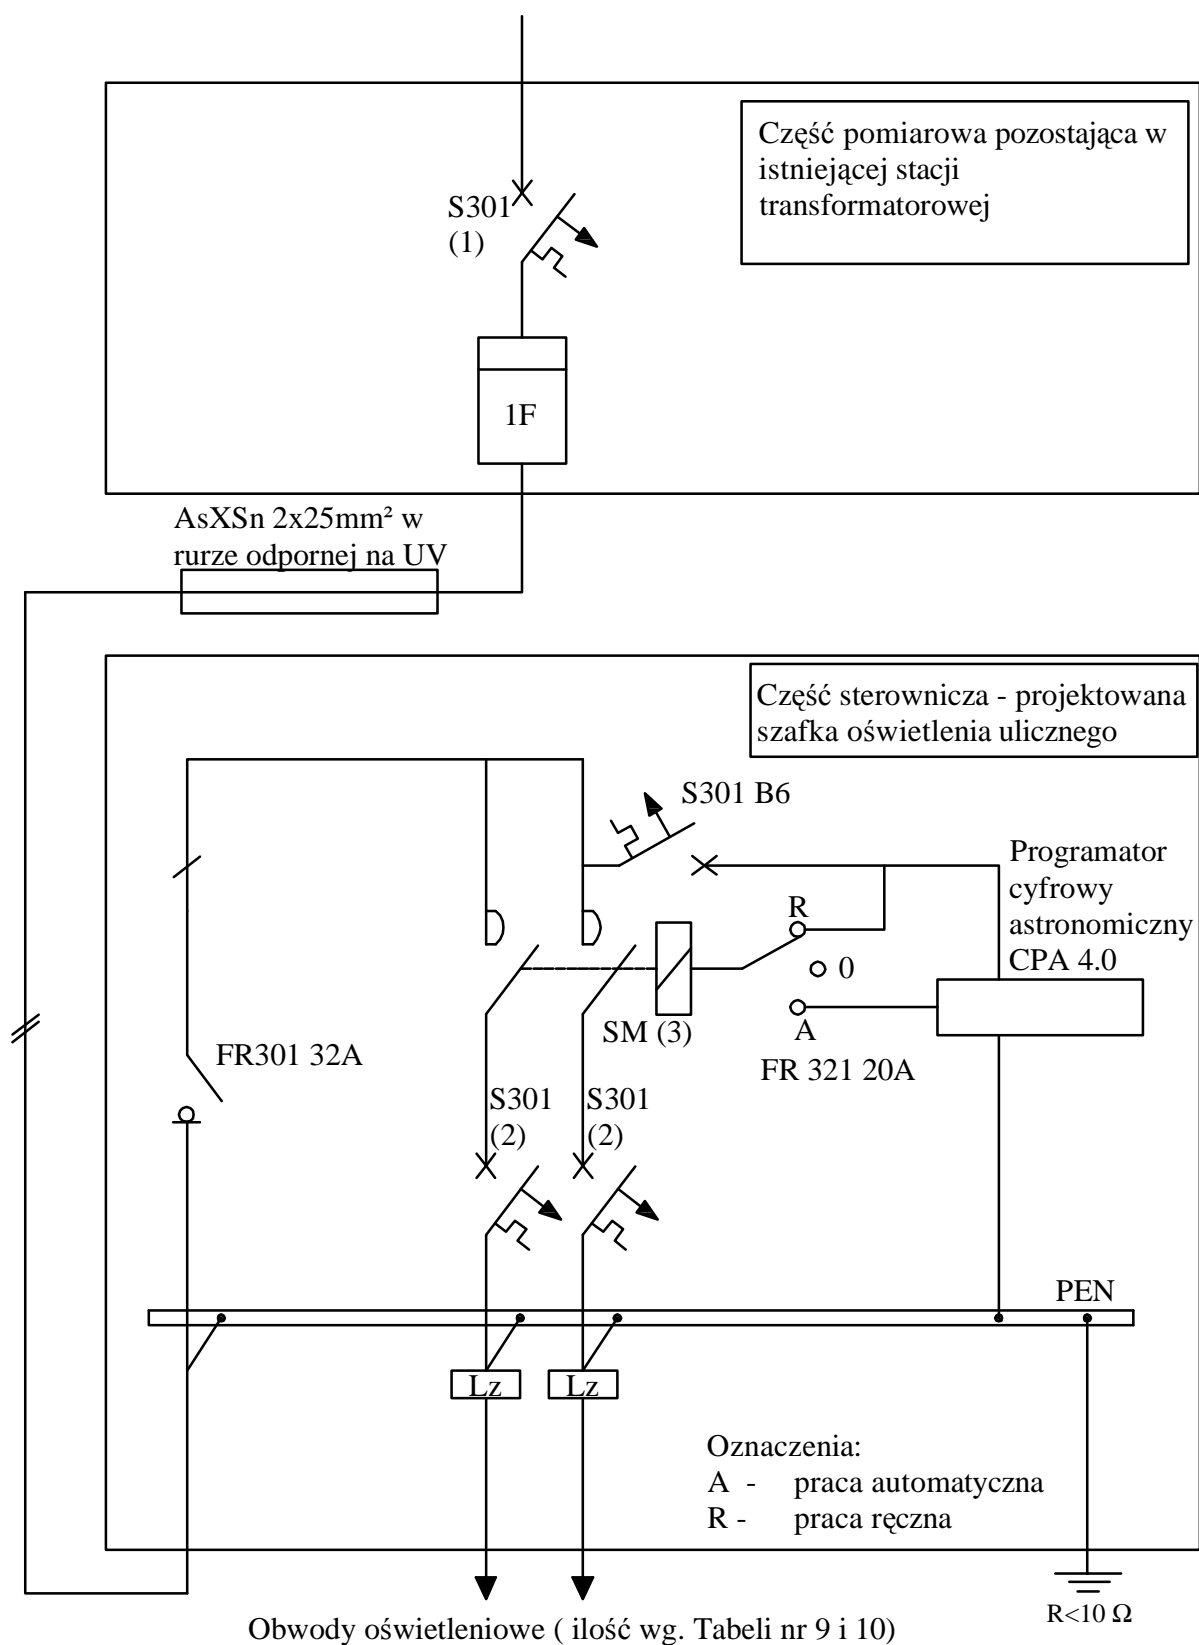 Część pomiarowa pozostająca w
istniejącej stacji
transformatorowej
S301
(1)
1F
AsXSn 2x25mm² w
rurze odpornej na UV
Część sterownicza - projektowana
szafka oświetlenia ulicznego
S301 B6
Programator
cyfrowy
astronomiczny
CPA 4.0
R
0
A
SM (3)
FR301 32A
FR 321 20A
S301
(2)
S301
(2)
PEN
Lz
Lz
Oznaczenia:
A - praca automatyczna
R - praca ręczna
R<10 Ω
Obwody oświetleniowe ( ilość wg. Tabeli nr 9 i 10)